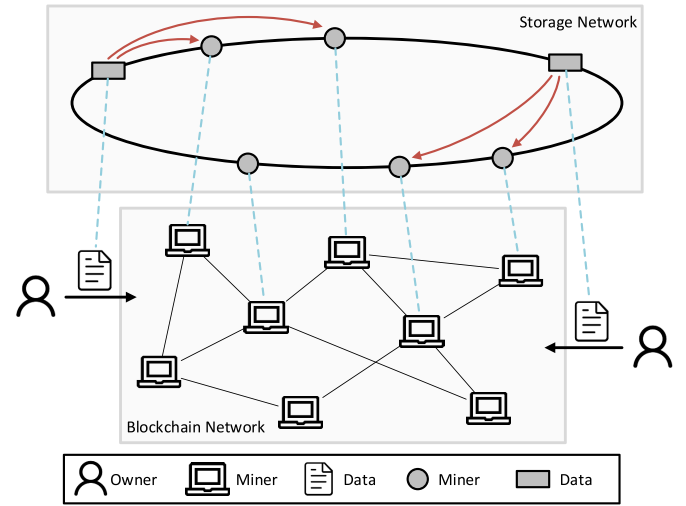 Storage Network
Blockchain Network
Owner Miner Data Miner Data